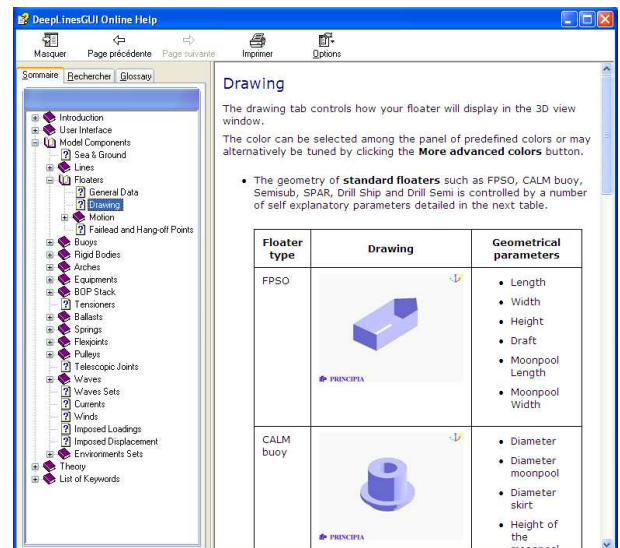 DeepLinesGUI Online Help
Masquer
Page précédente
Page suivante
Imprimer
Options
Sommaire
Rechercher
Glossary
Introduction
User Interface
Model Components
Sea & Ground
Lines
Floaters
General Data
Drawing
Motion
Fairlead and Hang-off Points
Buoys
Rigid Bodies
Arches
Equipments
BOP Stack
Tensioners
Ballasts
Springs
Flexjoints
Pulleys
Telescopic Joints
Waves
Waves Sets
Currents
Winds
Imposed Loadings
Imposed Displacement
Environments Sets
Theory
List of Keywords
Drawing
The drawing tab controls how your floater will display in the 3D view
window.
The color can be selected among the panel of predefined colors or may
alternatively be tuned by clicking the More advanced colors button.
• The geometry of standard floaters such as FPSO, CALM buoy,
Semisub, SPAR, Drill Ship and Drill Semi is controlled by a number
of self explanatory parameters detailed in the next table.
Floater
type
Drawing
Geometrical
parameters
FPSO
PRINCIPIA
• Length
• Width
• Height
• Draft
• Moonpool
Length
• Moonpool
Width
CALM
buoy
PRINCIPIA
• Diameter
• Diameter
moonpool
• Diameter
skirt
• Height of
the